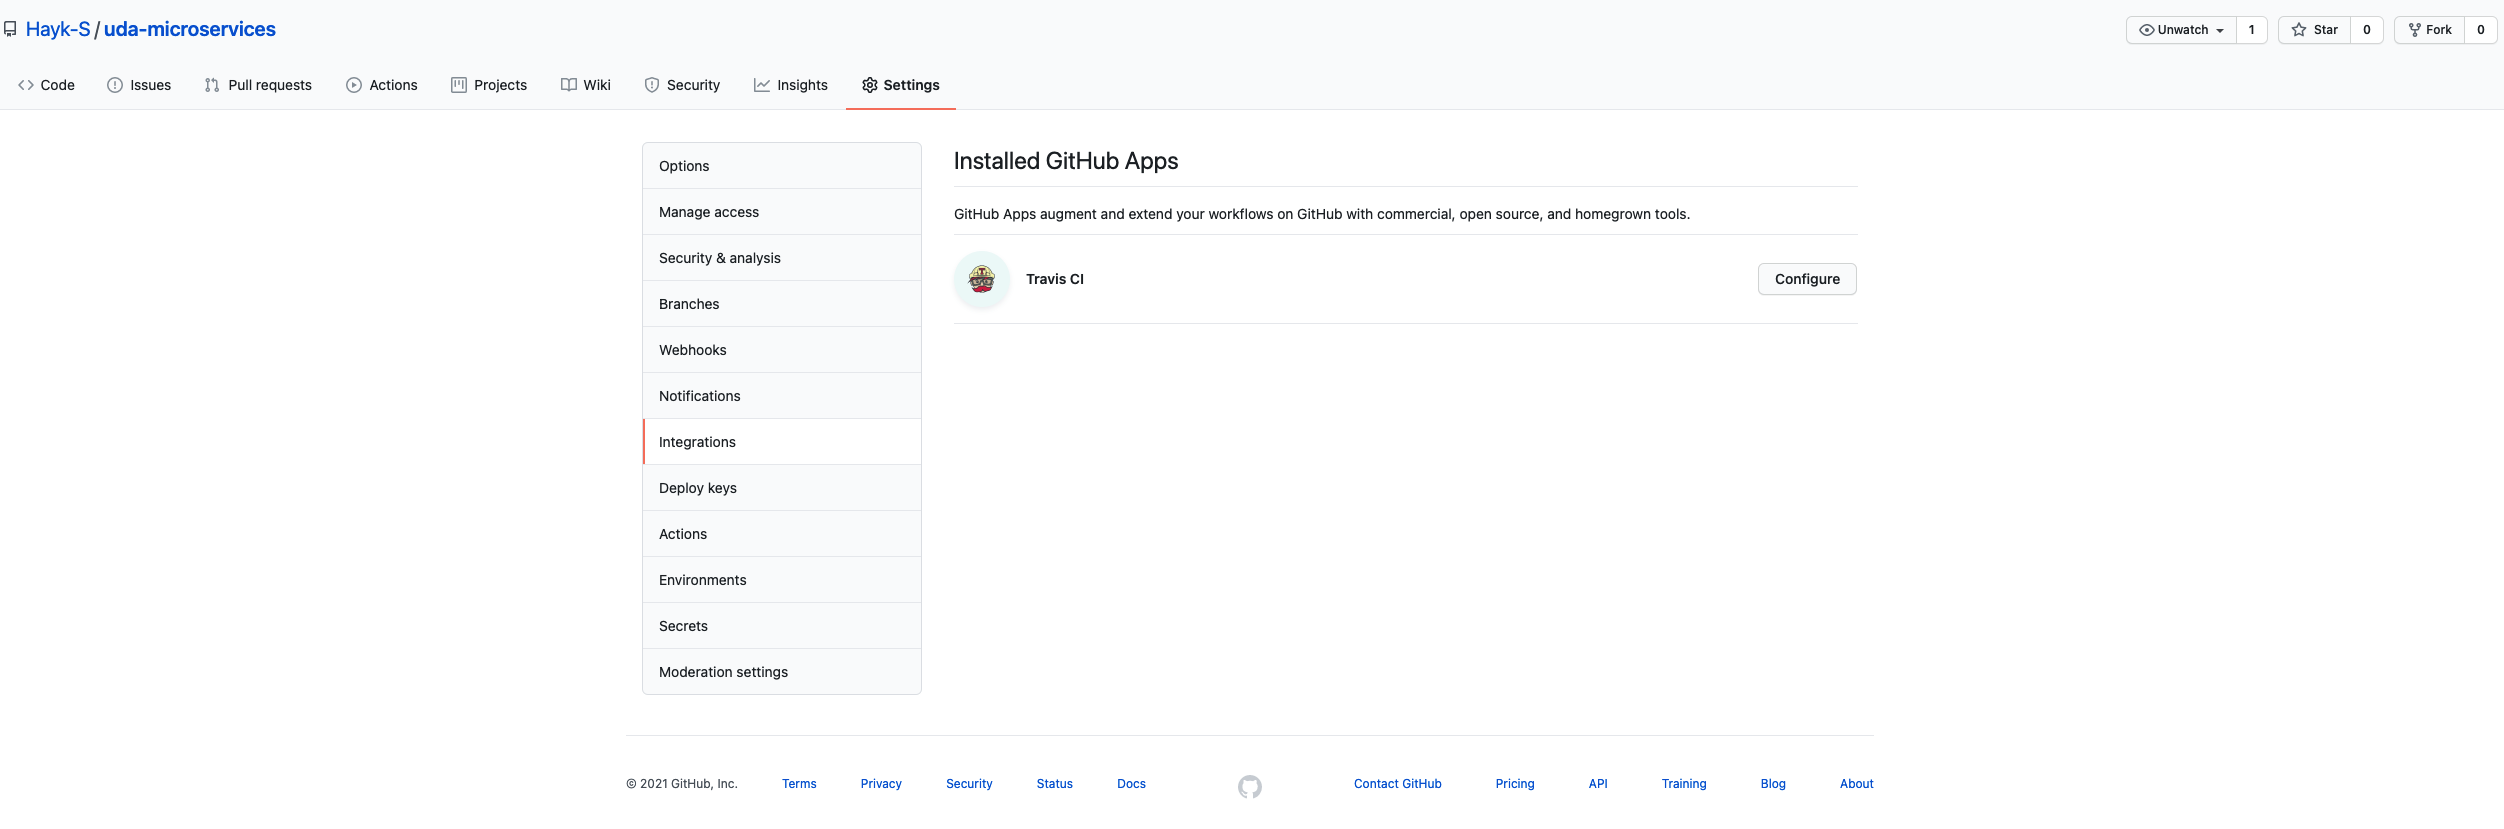 Hayk-S / uda-microservices
Unwatch 1 Star 0 Fork 0
Code Issues Pull requests Actions Projects Wiki Security Insights Settings
Options
Manage access
Security & analysis
Branches
Webhooks
Notifications
Integrations
Deploy keys
Actions
Environments
Secrets
Moderation settings
Installed GitHub Apps
GitHub Apps augment and extend your workflows on GitHub with commercial, open source, and homegrown tools.
Travis CI Configure
© 2021 GitHub, Inc. Terms Privacy Security Status Docs Contact GitHub Pricing API Training Blog About